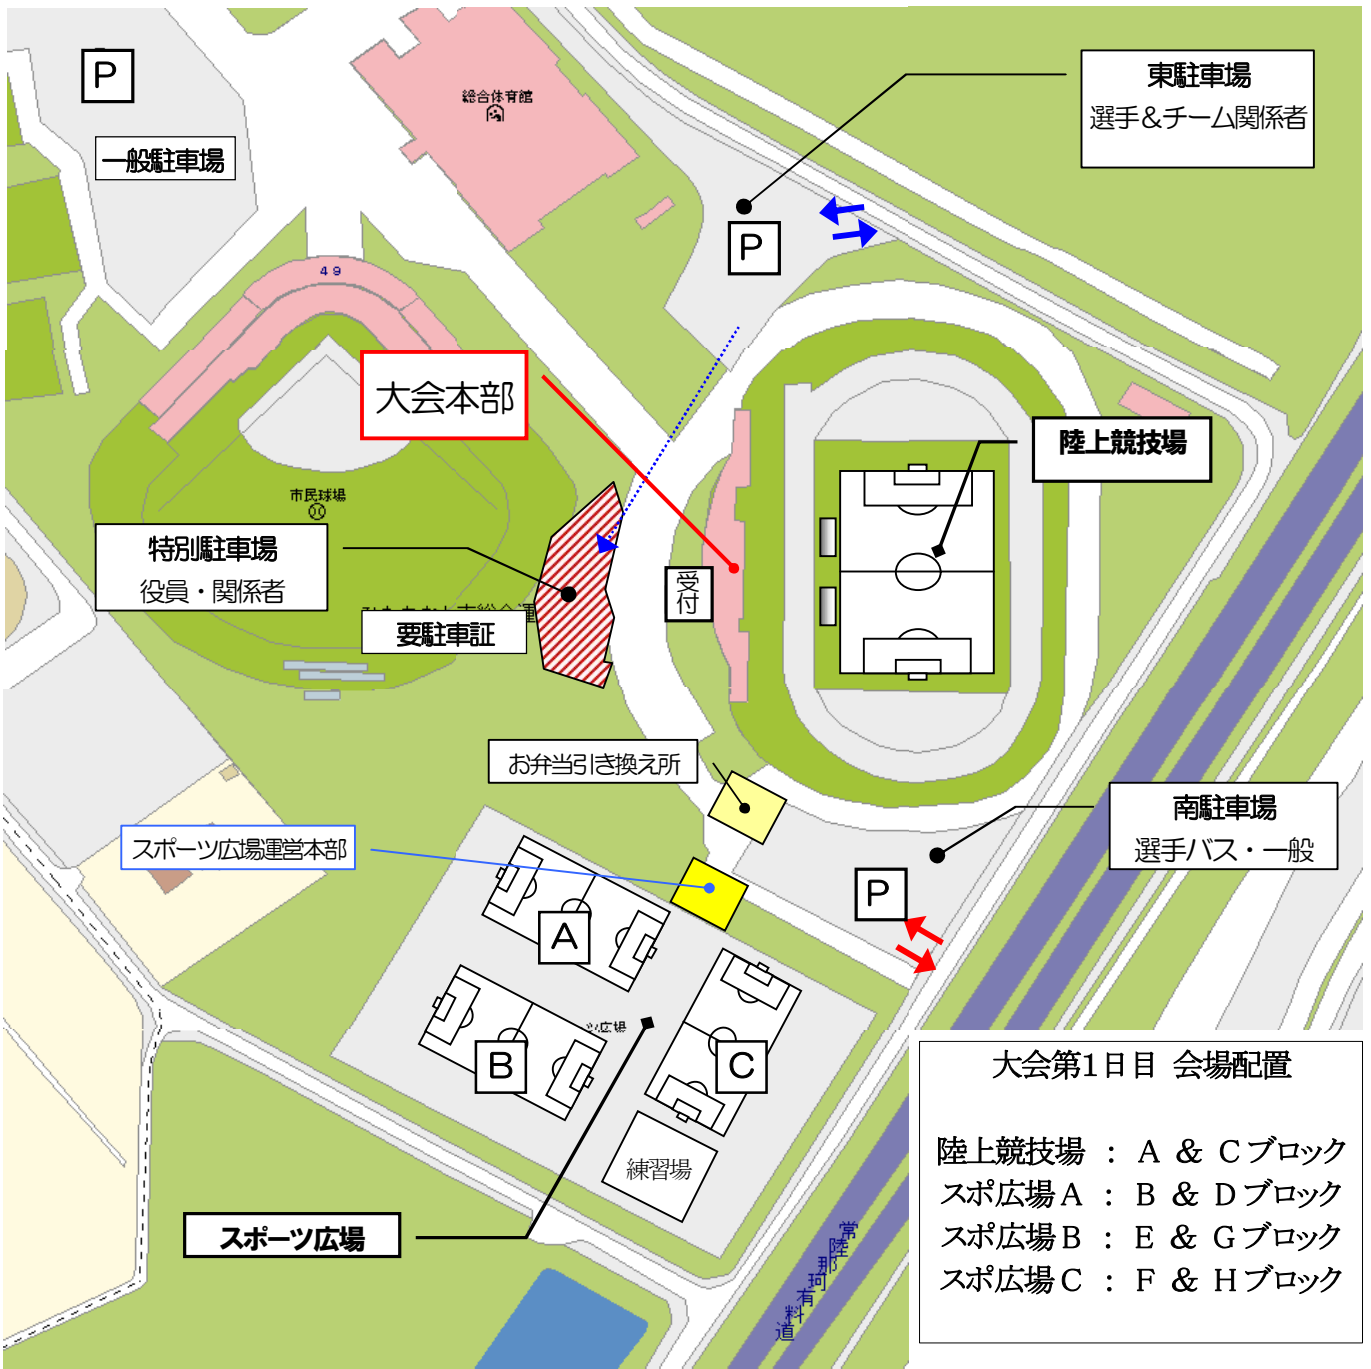 P
一般駐車場
総合体育館
東駐車場
選手＆チーム関係者
P
49
大会本部
陸上競技場
市民球場
特別駐車場
役員・関係者
要駐車証
受付
お弁当引き換え所
スポーツ広場運営本部
南駐車場
選手バス・一般
P
A
B
C
ツ広場
練習場
スポーツ広場
常陸那珂有料道
大会第1日目 会場配置
陸上競技場 : A & Cブロック
スポ広場A : B & Dブロック
スポ広場B : E & Gブロック
スポ広場C : F & Hブロック